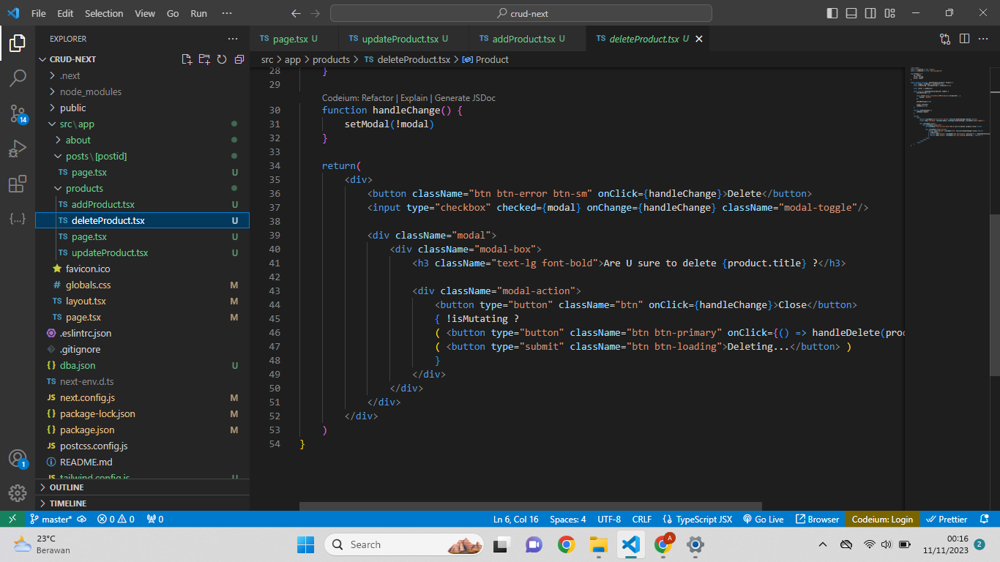 File Edit Selection View Go Run ··· crud-next
EXPLORER ···
CRUD-NEXT
.next
node_modules
public
src\app
about
posts\[postid]
TS page.tsx U
products
TS addProduct.tsx U
TS deleteProduct.tsx U
TS page.tsx U
TS updateProduct.tsx U
favicon.ico
# globals.css M
TS layout.tsx M
TS page.tsx M
.eslintrc.json
.gitignore
{} dba.json U
TS next-env.d.ts
JS next.config.js M
{} package-lock.json M
{} package.json M
JS postcss.config.js
README.md
JS tailwind.config.js U
OUTLINE
TIMELINE
14
{...}
1
TS page.tsx U TS updateProduct.tsx U TS addProduct.tsx U TS deleteProduct.tsx U
src > app > products > TS deleteProduct.tsx > Product
28 }
29
Codeium: Refactor | Explain | Generate JSDoc
30 function handleChange() {
31 setModal(!modal)
32 }
33
34 return(
35 <div>
36 <button className="btn btn-error btn-sm" onClick={handleChange}>Delete</button>
37 <input type="checkbox" checked={modal} onChange={handleChange} className="modal-toggle"/>
38
39 <div className="modal">
40 <div className="modal-box">
41 <h3 className="text-lg font-bold">Are U sure to delete {product.title} ?</h3>
42
43 <div className="modal-action">
44 <button type="button" className="btn" onClick={handleChange}>Close</button>
45 { !isMutating ?
46 ( <button type="button" className="btn btn-primary" onClick={() => handleDelete(proc
47 ( <button type="submit" className="btn btn-loading">Deleting...</button> )
48 }
49 </div>
50 </div>
51 </div>
52 </div>
53 )
54 }
master* 0 0 0 Ln 6, Col 16 Spaces: 4 UTF-8 CRLF {} TypeScript JSX Go Live Browser Codeium: Login Prettier
23°C
Berawan
Search
A
00:16
11/11/2023
2